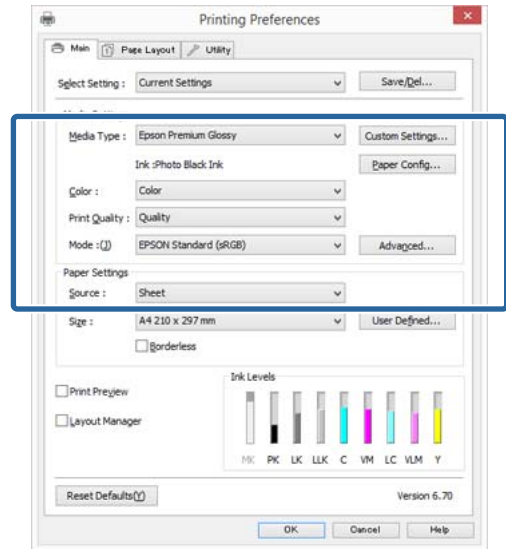 Printing Preferences
Main Page Layout Utility
Select Setting : Current Settings Save/Del...
Media Type : Epson Premium Glossy Custom Settings...
Ink :Photo Black Ink Paper Config...
Color : Color
Print Quality : Quality
Mode :(J) EPSON Standard (sRGB) Advanced...
Paper Settings
Source : Sheet
Size : A4 210 x 297 mm User Defined...
Borderless
Ink Levels
Print Preview
Layout Manager
MK PK LK LLK C VM LC VLM Y
Reset Defaults(Y) Version 6.70
OK Cancel Help